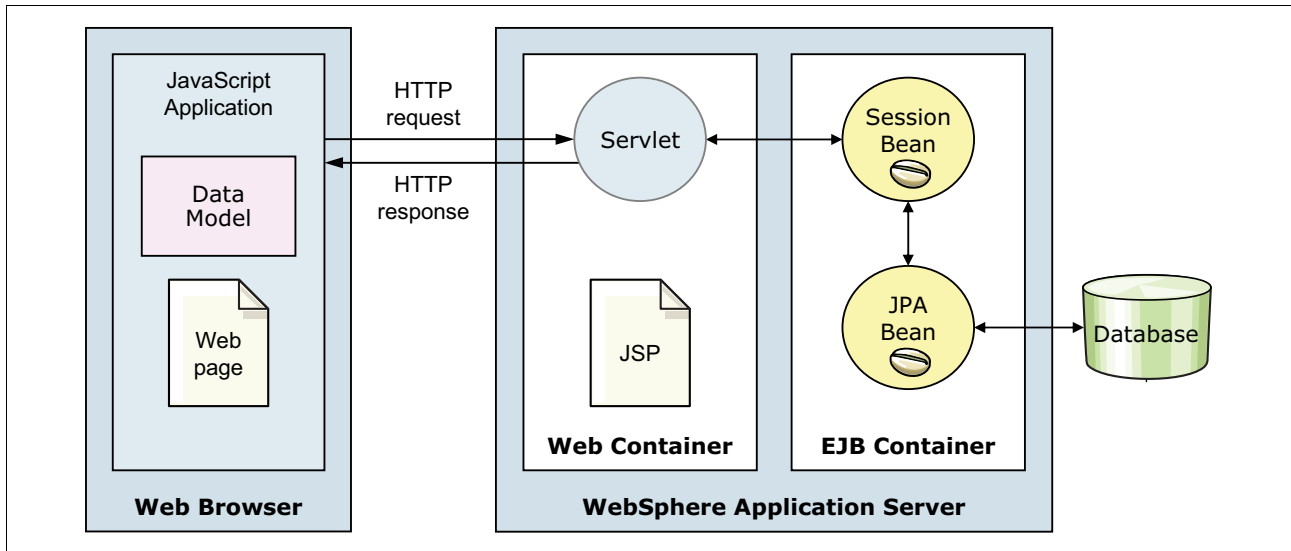 JavaScript
Application
Data
Model
Web
page
Web Browser
HTTP
request
HTTP
response
Servlet
JSP
Web Container
Session
Bean
JPA
Bean
EJB Container
WebSphere Application Server
Database